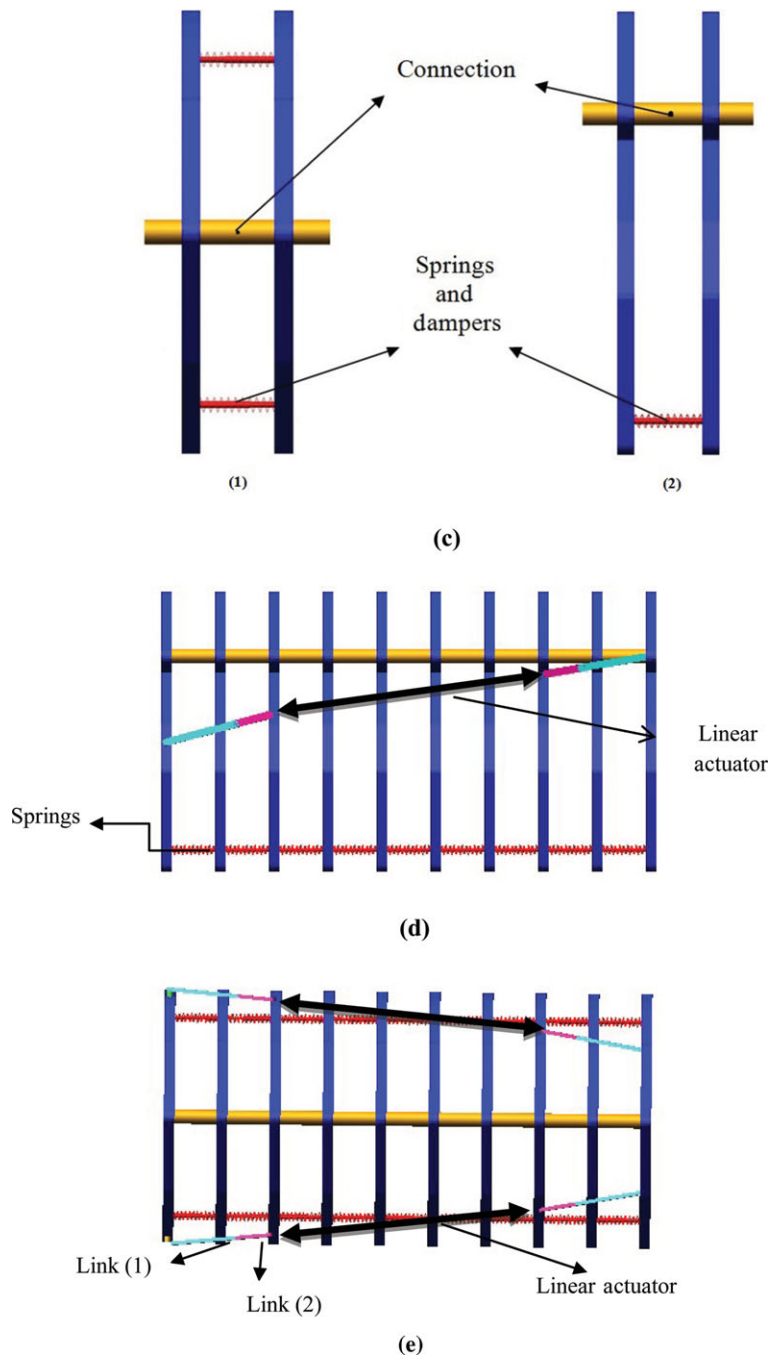 Connection
Springs
and
dampers
(1)
(2)
(c)
Linear
actuator
Springs
(d)
Link (1)
Link (2)
Linear actuator
(e)